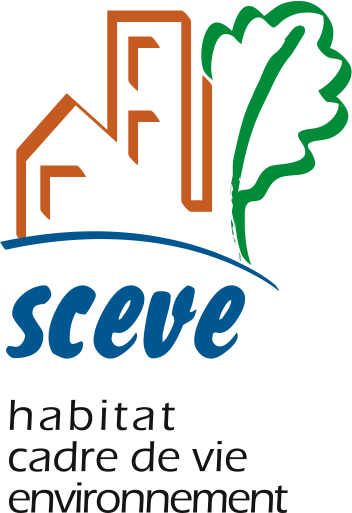 sceve
habitat
cadre de vie
environnement